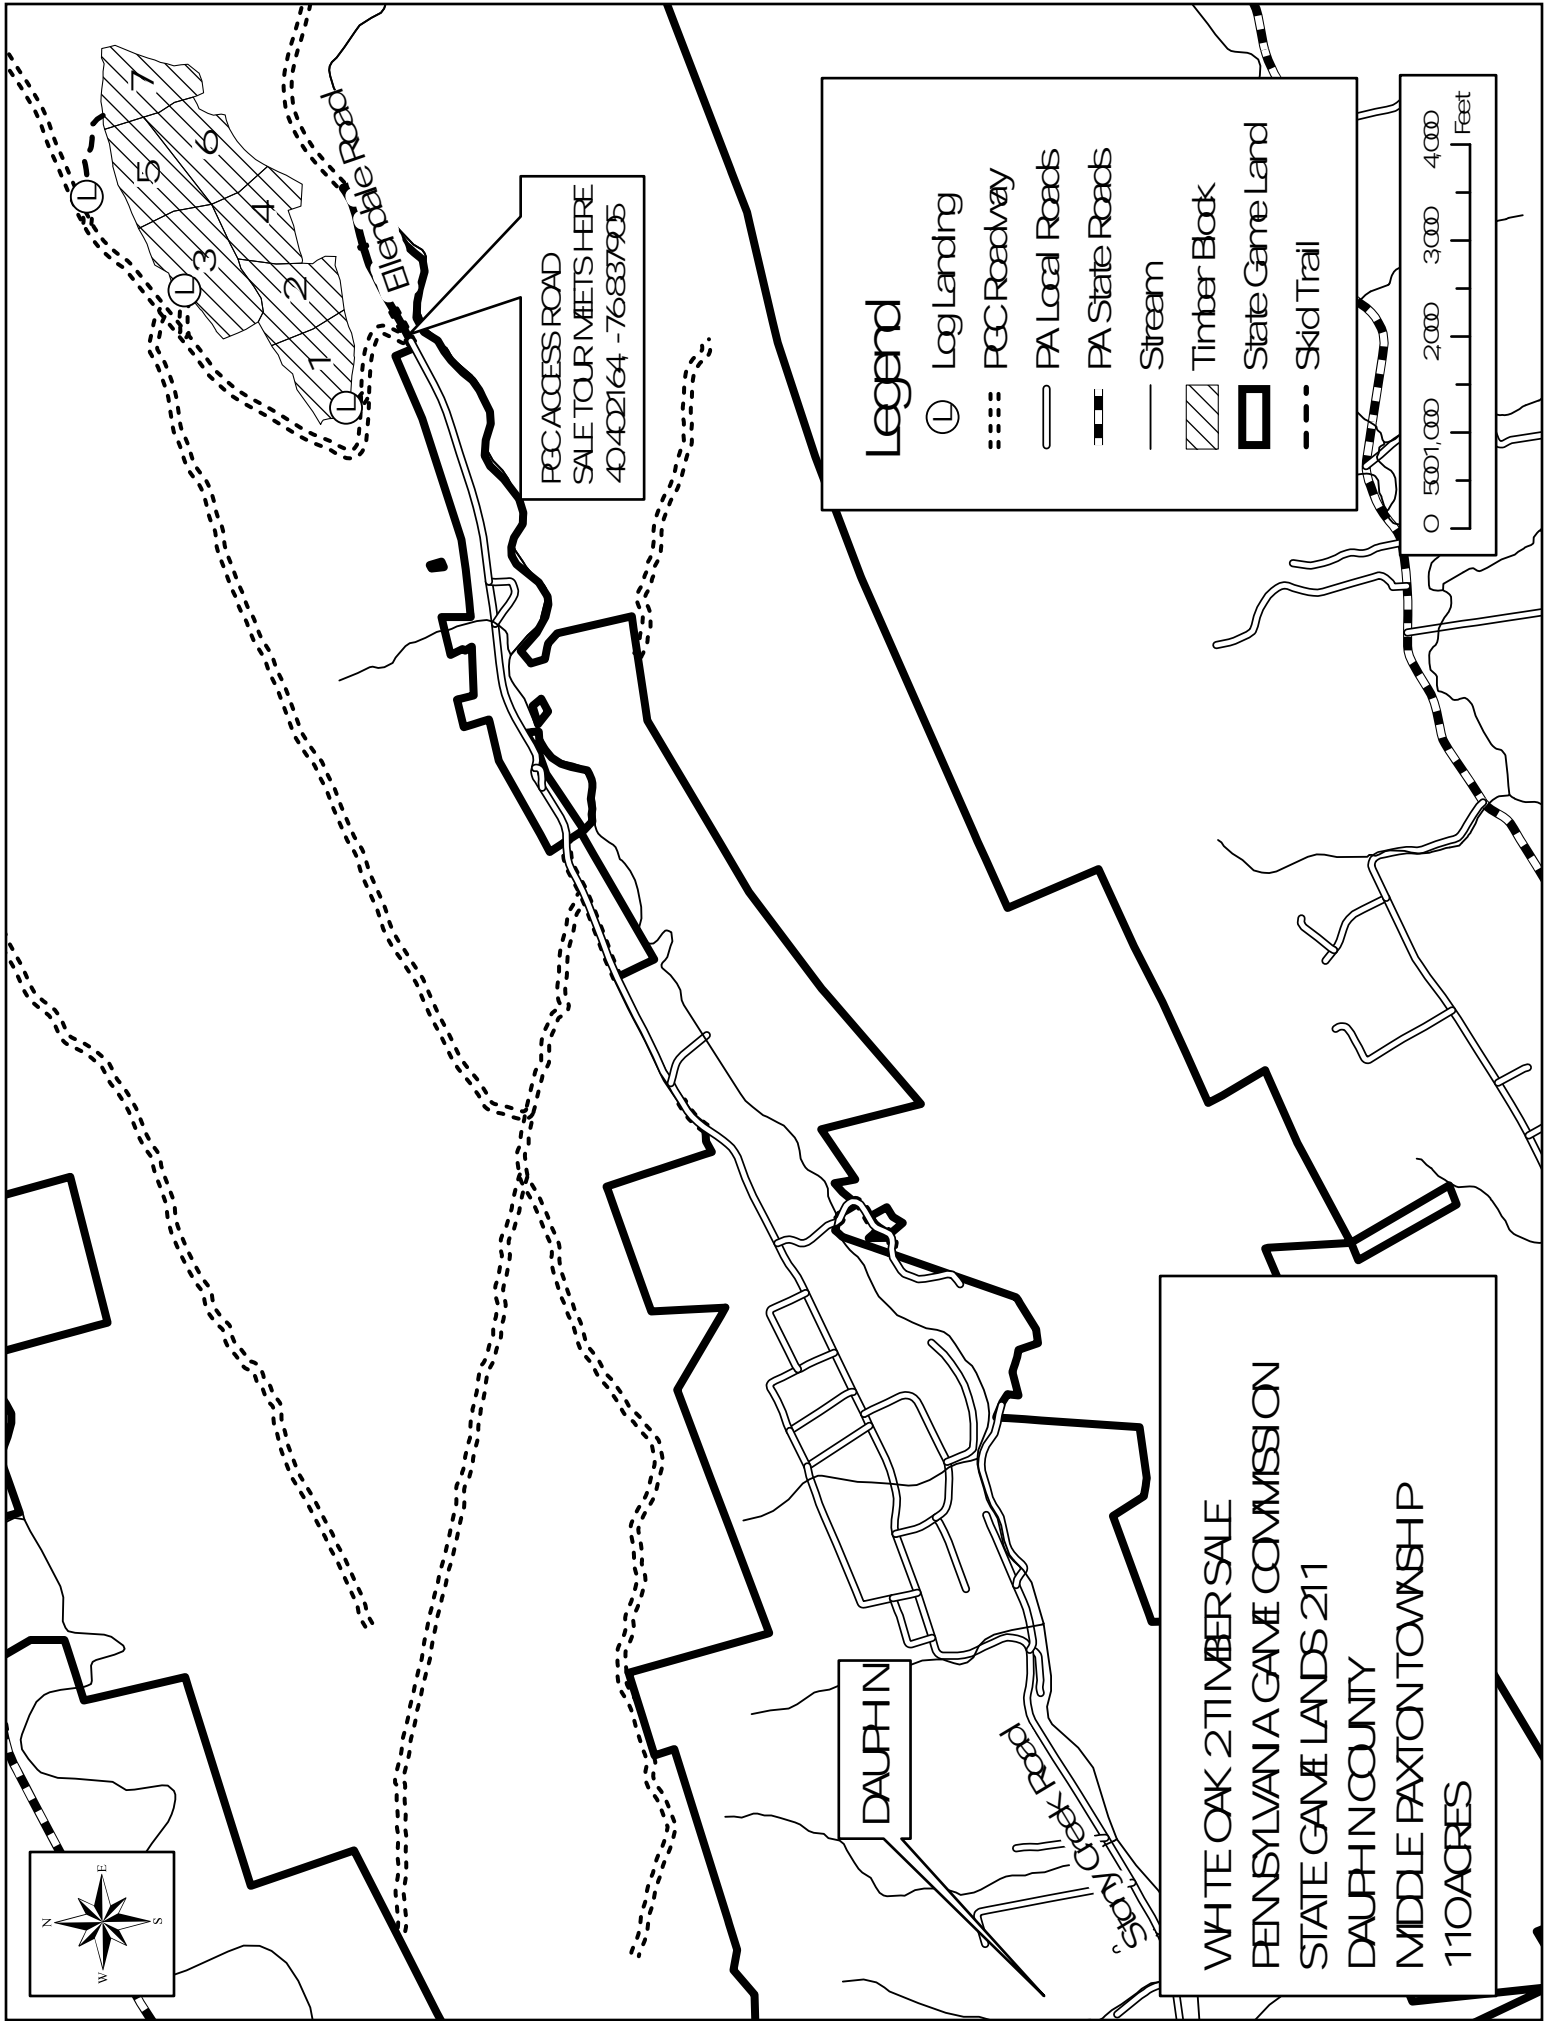 N
W
E
S
7
5
6
3
4
2
1
L
L
L
Ellendale Road
PGC ACCESS ROAD
SALE TOUR MEETS HERE
40.402164, -76.837905
Legend
L Log Landing
PGC Roadway
PA Local Roads
PA State Roads
Stream
Timber Block
State Game Land
Skid Trail
0 500 1,000 2,000 3,000 4,000
Feet
DAUPHIN
Stony Creek Road
WHITE OAK 2 TIMBER SALE
PENNSYLVANIA GAME COMMISSION
STATE GAME LANDS 211
DAUPHIN COUNTY
MIDDLE PAXTON TOWNSHIP
110 ACRES